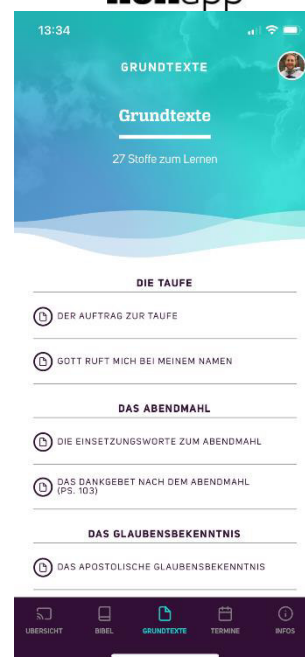 13:34
GRUNDTEXTE
Grundtexte
27 Stoffe zum Lernen
DIE TAUFE
DER AUFTRAG ZUR TAUFE
GOTT RUFT MICH BEI MEINEM NAMEN
DAS ABENDMAHL
DIE EINSETZUNGSWORTE ZUM ABENDMAHL
DAS DANKGEBET NACH DEM ABENDMAHL
(PS. 103)
DAS GLAUBENSBEKENNTNIS
DAS APOSTOLISCHE GLAUBENSBEKENNTNIS
ÜBERSICHT BIBEL GRUNDTEXTE TERMINE INFOS